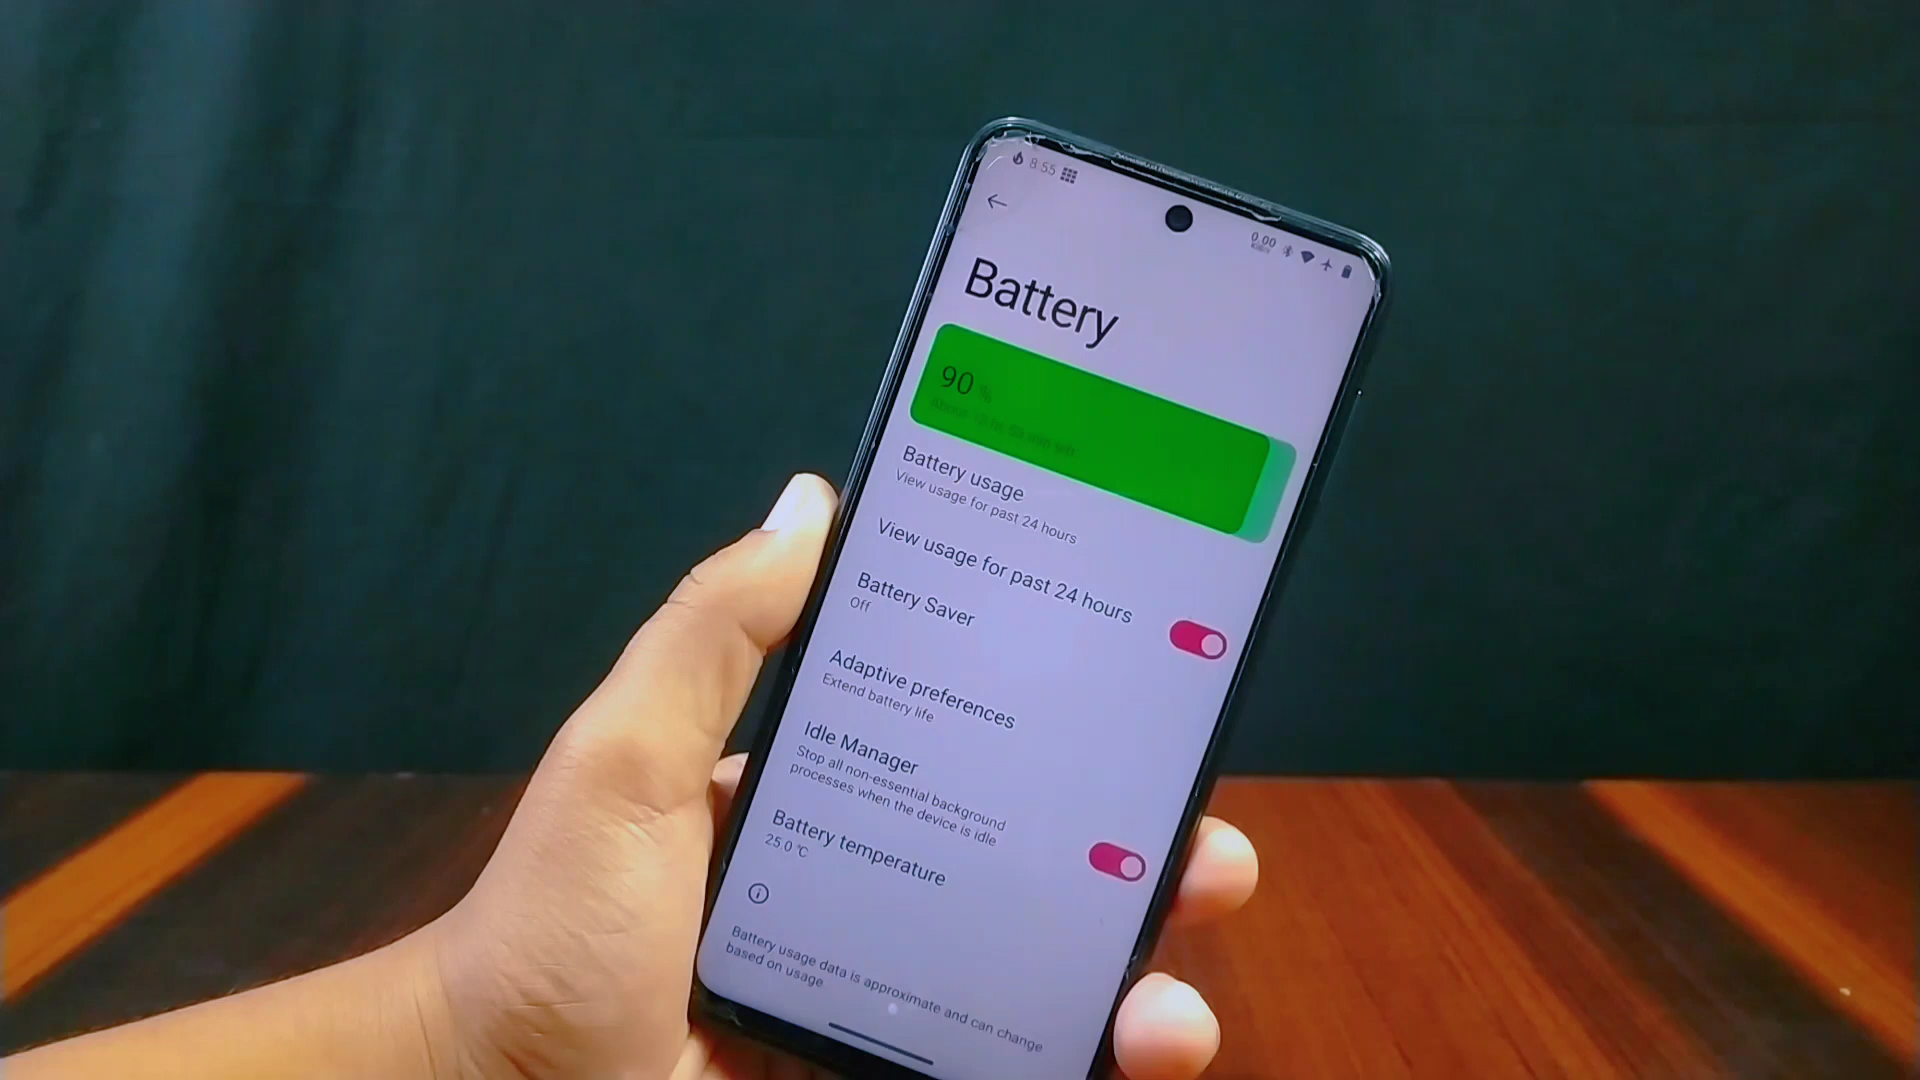 8:55
0.00
Battery
90 %
Battery usage
View usage for past 24 hours
View usage for past 24 hours
Battery Saver
Off
Adaptive preferences
Extend battery life
Idle Manager
Stop all non-essential background
processes when the device is idle
Battery temperature
25.0 °C
Battery usage data is approximate and can change
based on usage